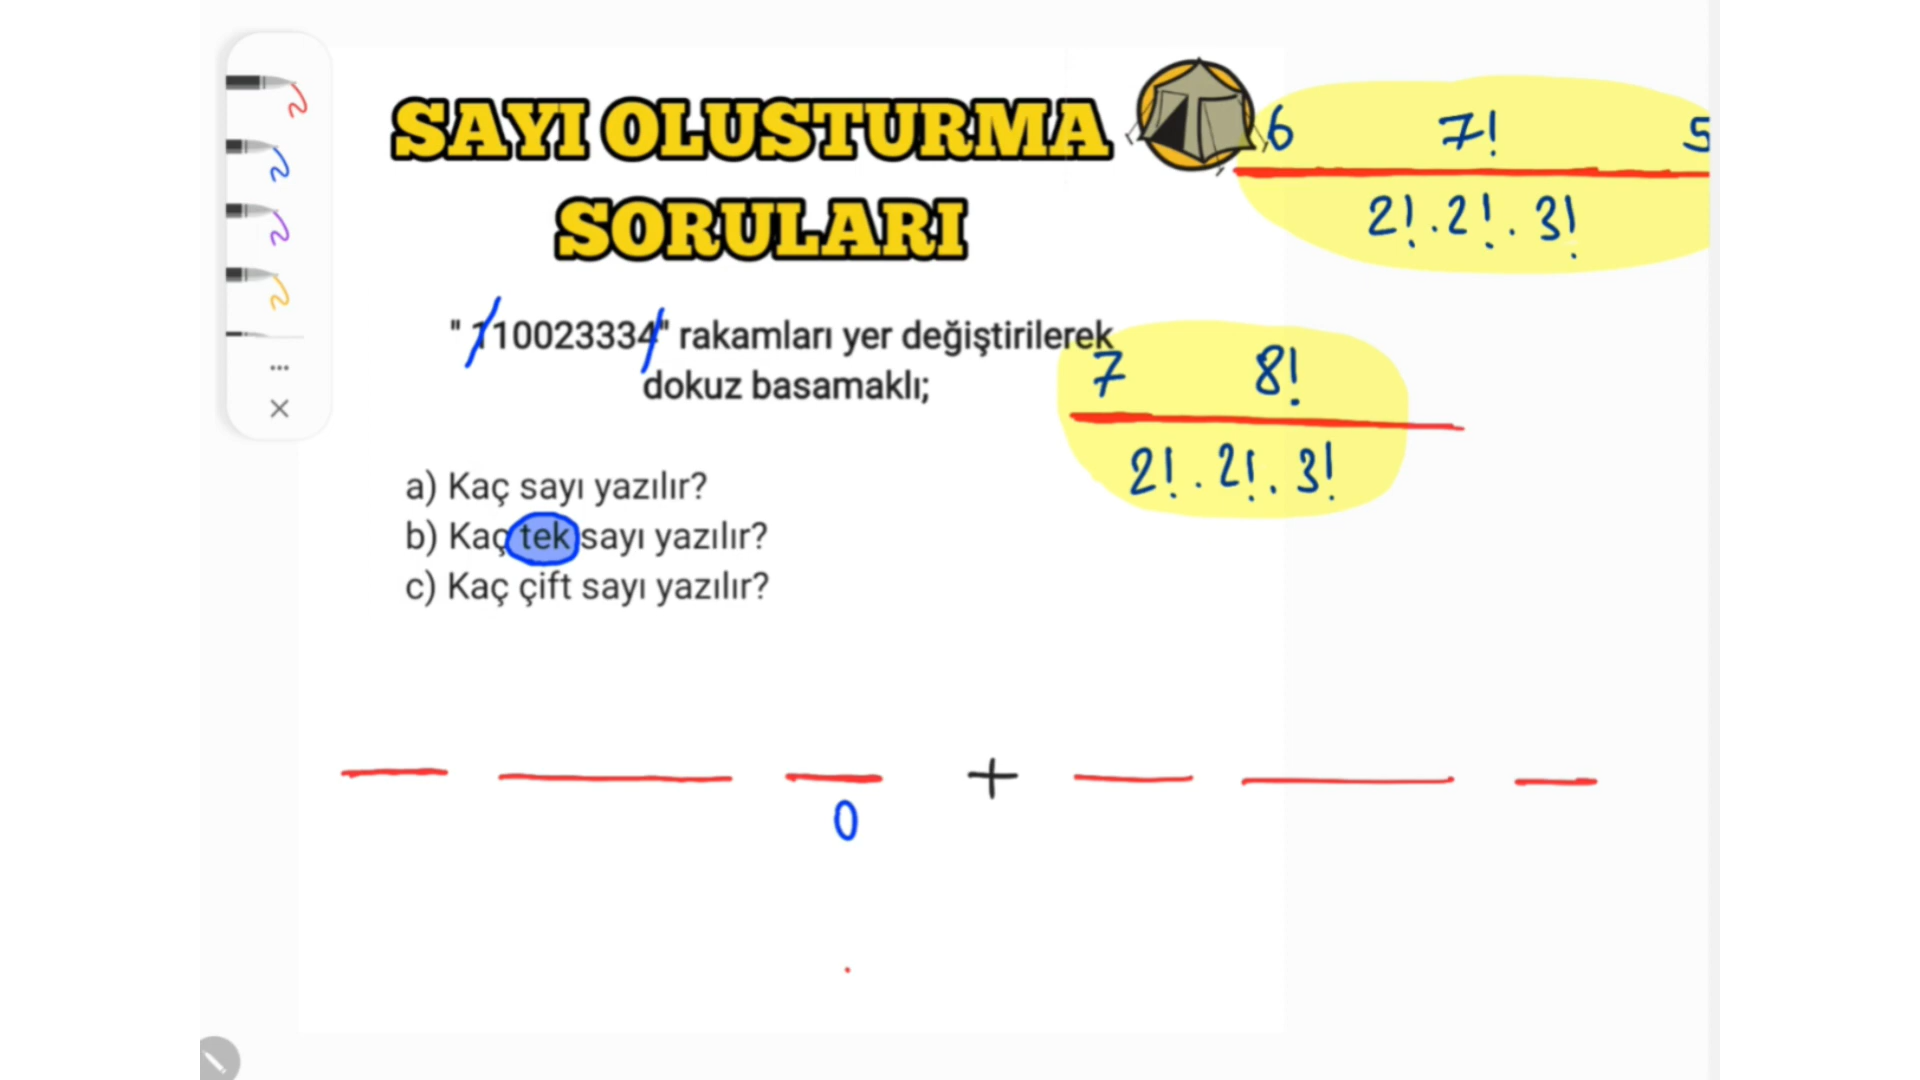 SAYI OLUSTURMA
SORULARI
6 7! 5
2! . 2! . 3!
" 110023334" rakamları yer değiştirilerek
dokuz basamaklı;
7 8!
2! . 2! . 3!
a) Kaç sayı yazılır?
b) Kaç tek sayı yazılır?
c) Kaç çift sayı yazılır?
+
0